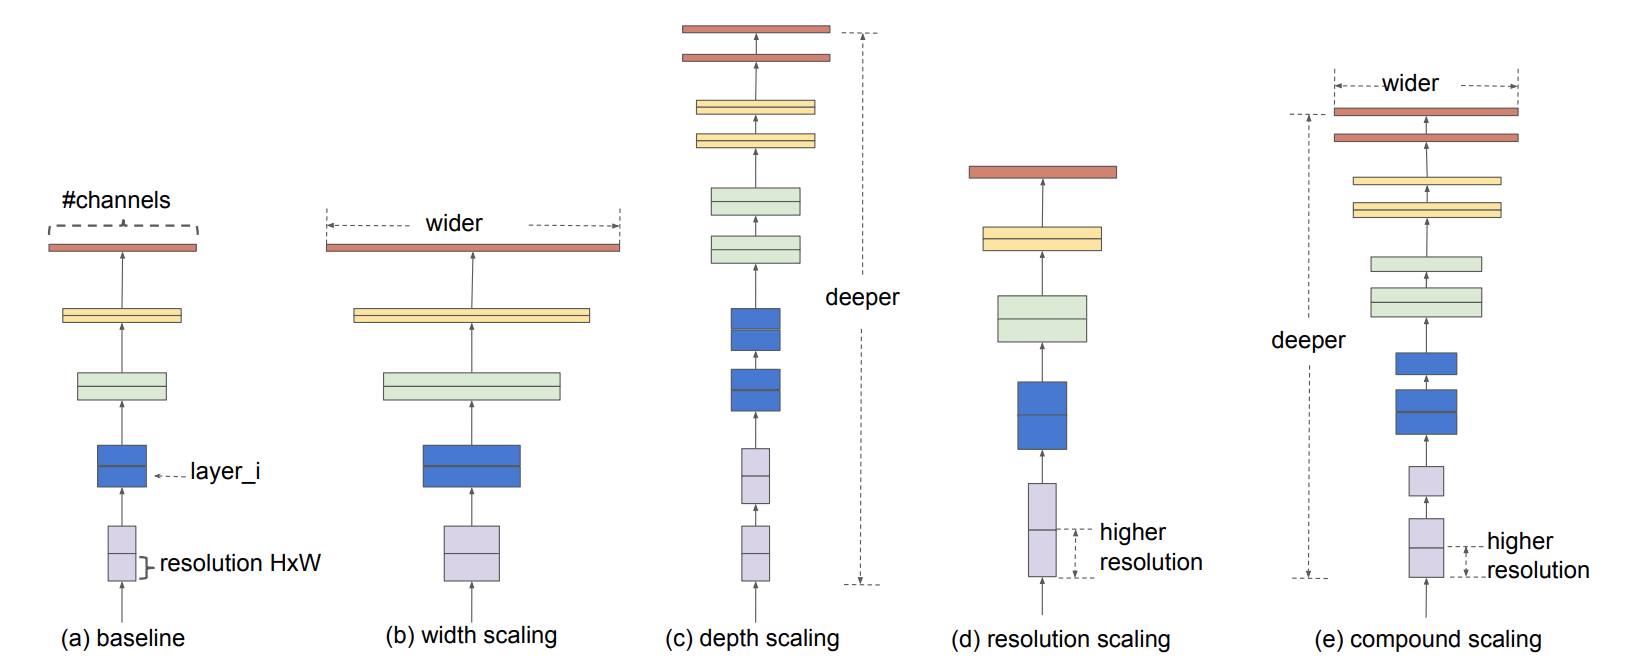 #channels
layer_i
resolution HxW
(a) baseline
wider
(b) width scaling
deeper
(c) depth scaling
higher
resolution
(d) resolution scaling
wider
deeper
higher
resolution
(e) compound scaling